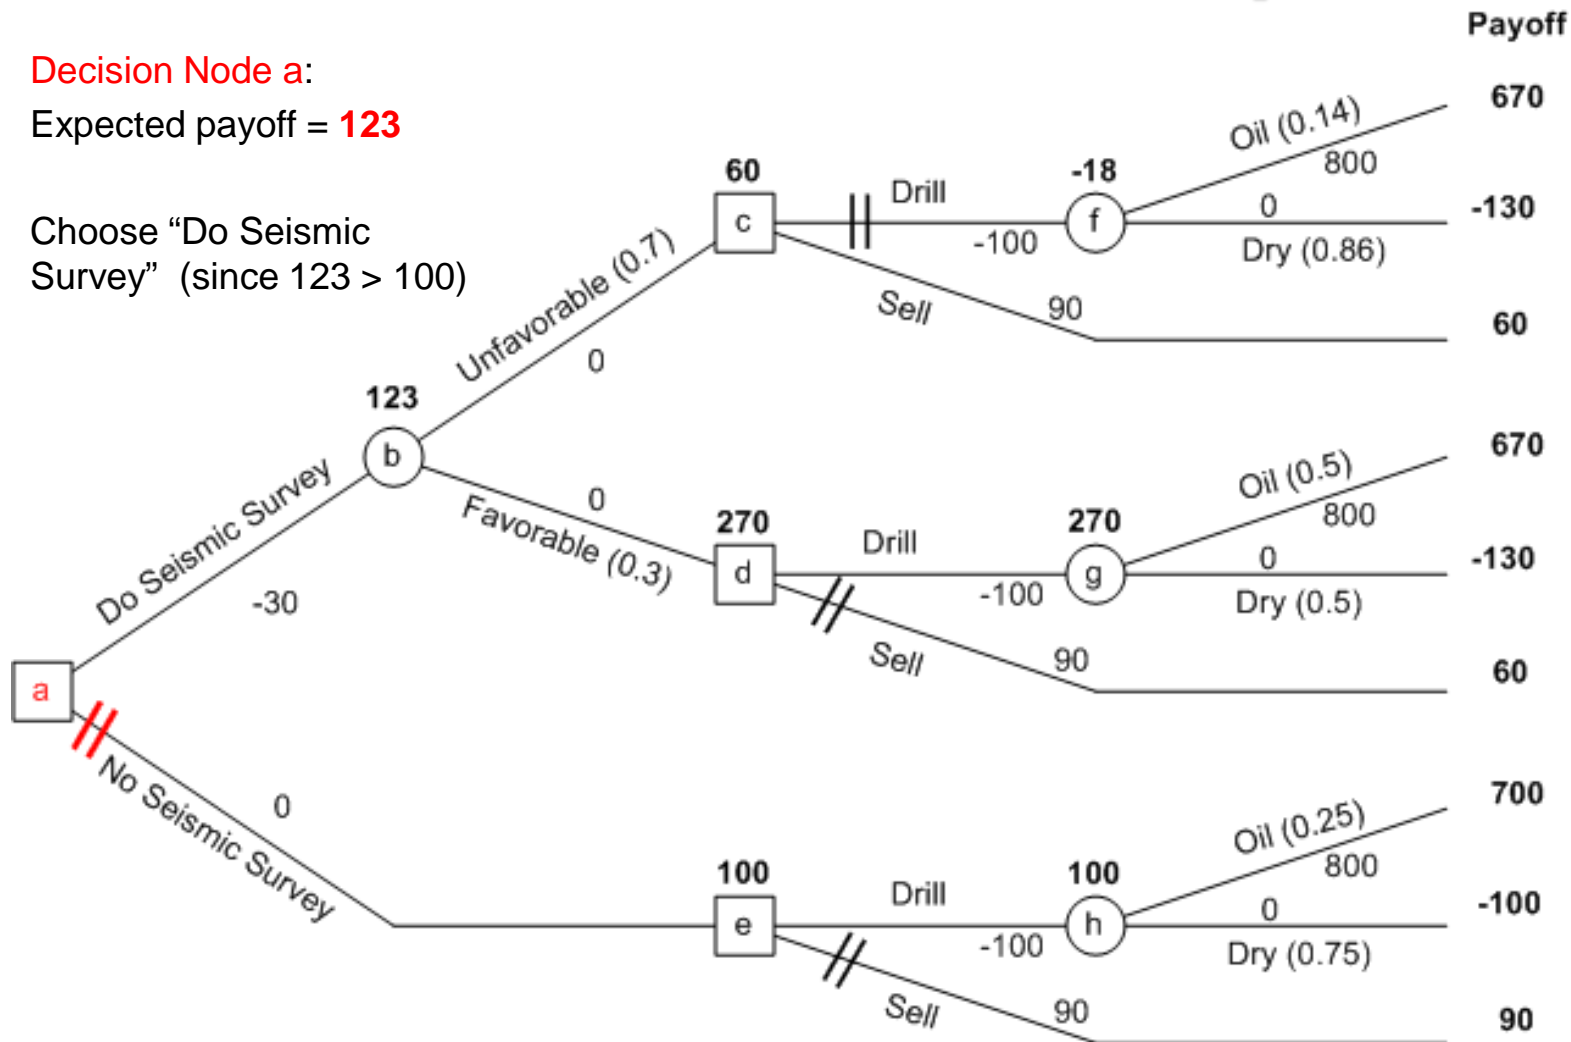 Payoff
Decision Node a:
Expected payoff = 123
Choose “Do Seismic
Survey” (since 123 > 100)
Oil (0.14)
800
670
60
Drill
-18
c
-100
f
0
-130
Dry (0.86)
Unfavorable (0.7)
0
Sell
90
60
123
b
Do Seismic Survey
-30
0
Favorable (0.3)
Oil (0.5)
800
670
270
Drill
270
d
-100
g
0
-130
Dry (0.5)
Sell
90
60
a
No Seismic Survey
0
Oil (0.25)
800
700
100
Drill
100
e
-100
h
0
-100
Dry (0.75)
Sell
90
90